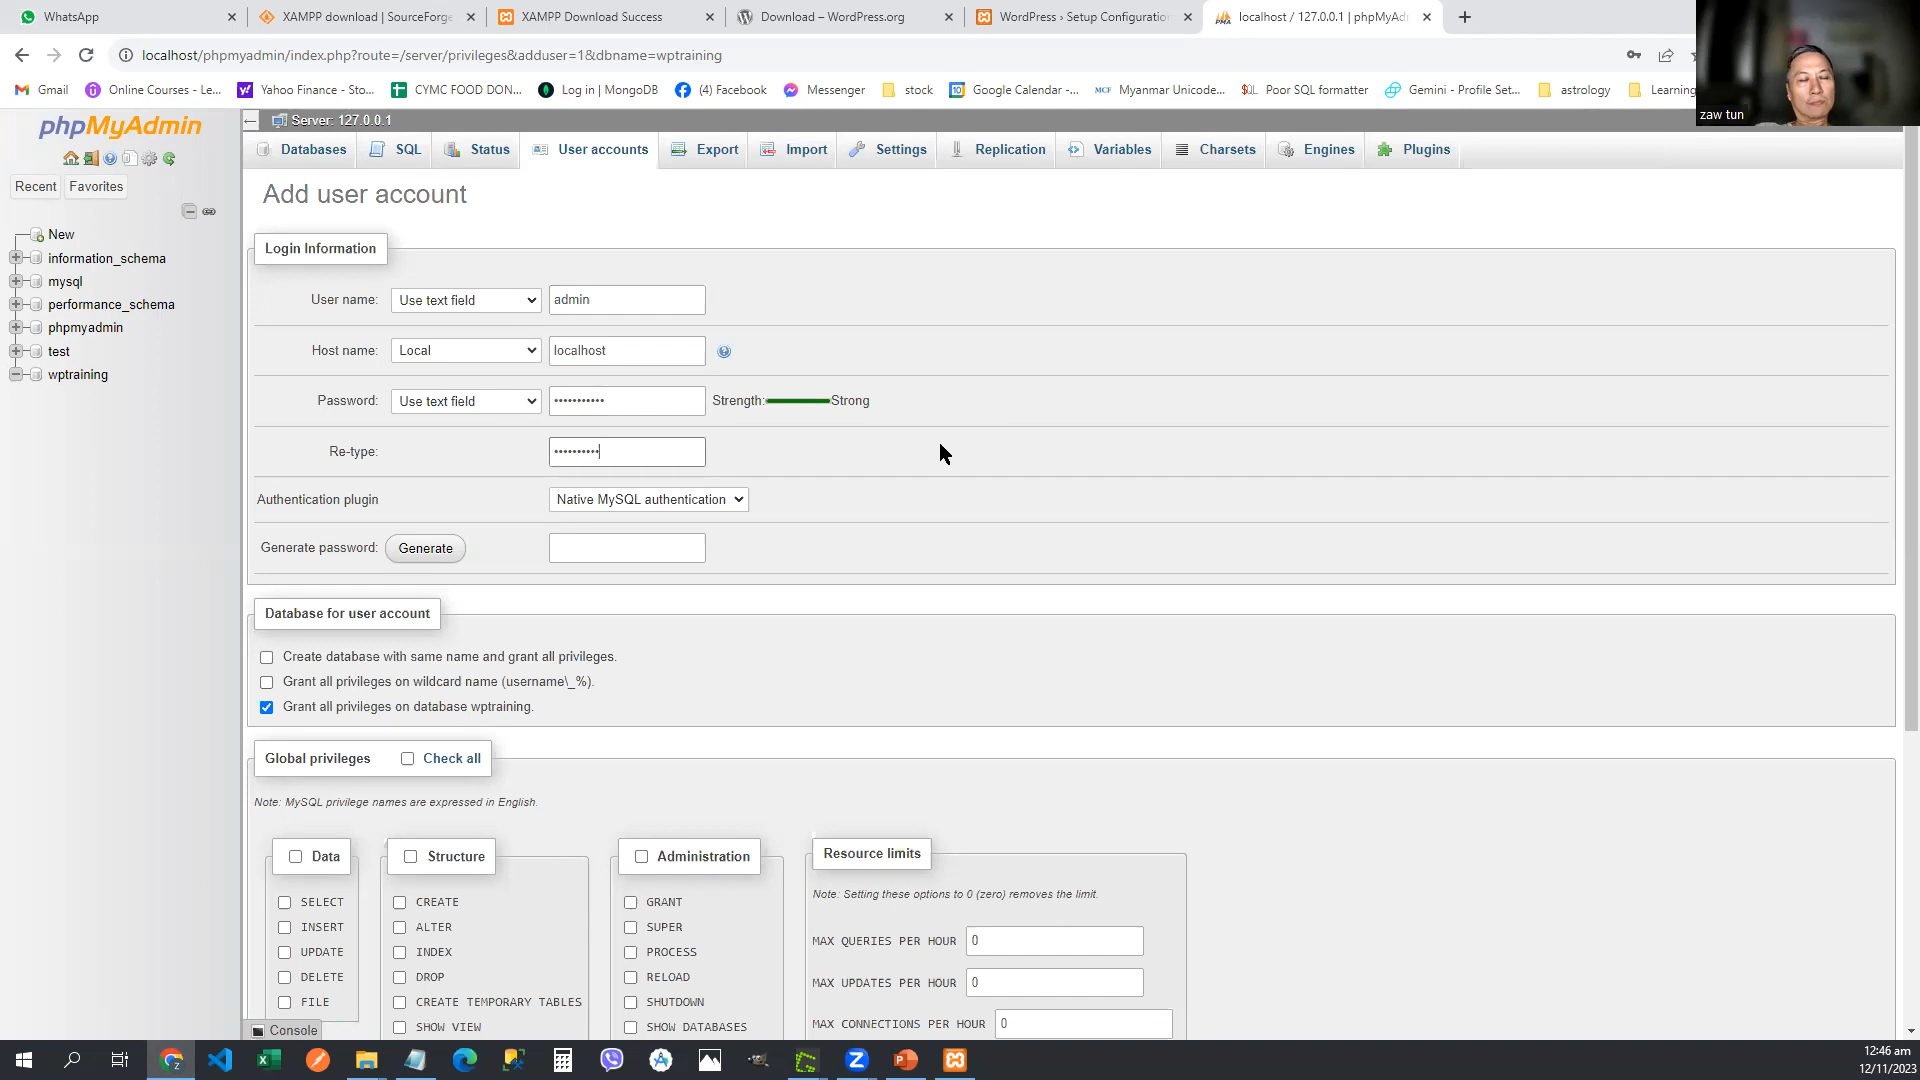 WhatsApp
XAMPP download | SourceForge
XAMPP Download Success
Download – WordPress.org
WordPress › Setup Configuration
localhost / 127.0.0.1 | phpMyAd
localhost/phpmyadmin/index.php?route=/server/privileges&adduser=1&dbname=wptraining
Gmail
Online Courses - Le...
Yahoo Finance - Sto...
CYMC FOOD DON...
Log in | MongoDB
(4) Facebook
Messenger
stock
Google Calendar -...
Myanmar Unicode...
Poor SQL formatter
Gemini - Profile Set...
astrology
Learning
zaw tun
phpMyAdmin
Recent
Favorites
New
information_schema
mysql
performance_schema
phpmyadmin
test
wptraining
Server: 127.0.0.1
Databases
SQL
Status
User accounts
Export
Import
Settings
Replication
Variables
Charsets
Engines
Plugins
Add user account
Login Information
User name:
Use text field
admin
Host name:
Local
localhost
Password:
Use text field
Strength:
Strong
Re-type:
Authentication plugin
Native MySQL authentication
Generate password:
Generate
Database for user account
Create database with same name and grant all privileges.
Grant all privileges on wildcard name (username\_%).
Grant all privileges on database wptraining.
Global privileges
Check all
Note: MySQL privilege names are expressed in English.
Data
SELECT
INSERT
UPDATE
DELETE
FILE
Structure
CREATE
ALTER
INDEX
DROP
CREATE TEMPORARY TABLES
SHOW VIEW
Administration
GRANT
SUPER
PROCESS
RELOAD
SHUTDOWN
SHOW DATABASES
Resource limits
Note: Setting these options to 0 (zero) removes the limit.
MAX QUERIES PER HOUR 0
MAX UPDATES PER HOUR 0
MAX CONNECTIONS PER HOUR 0
Console
12:46 am
12/11/2023